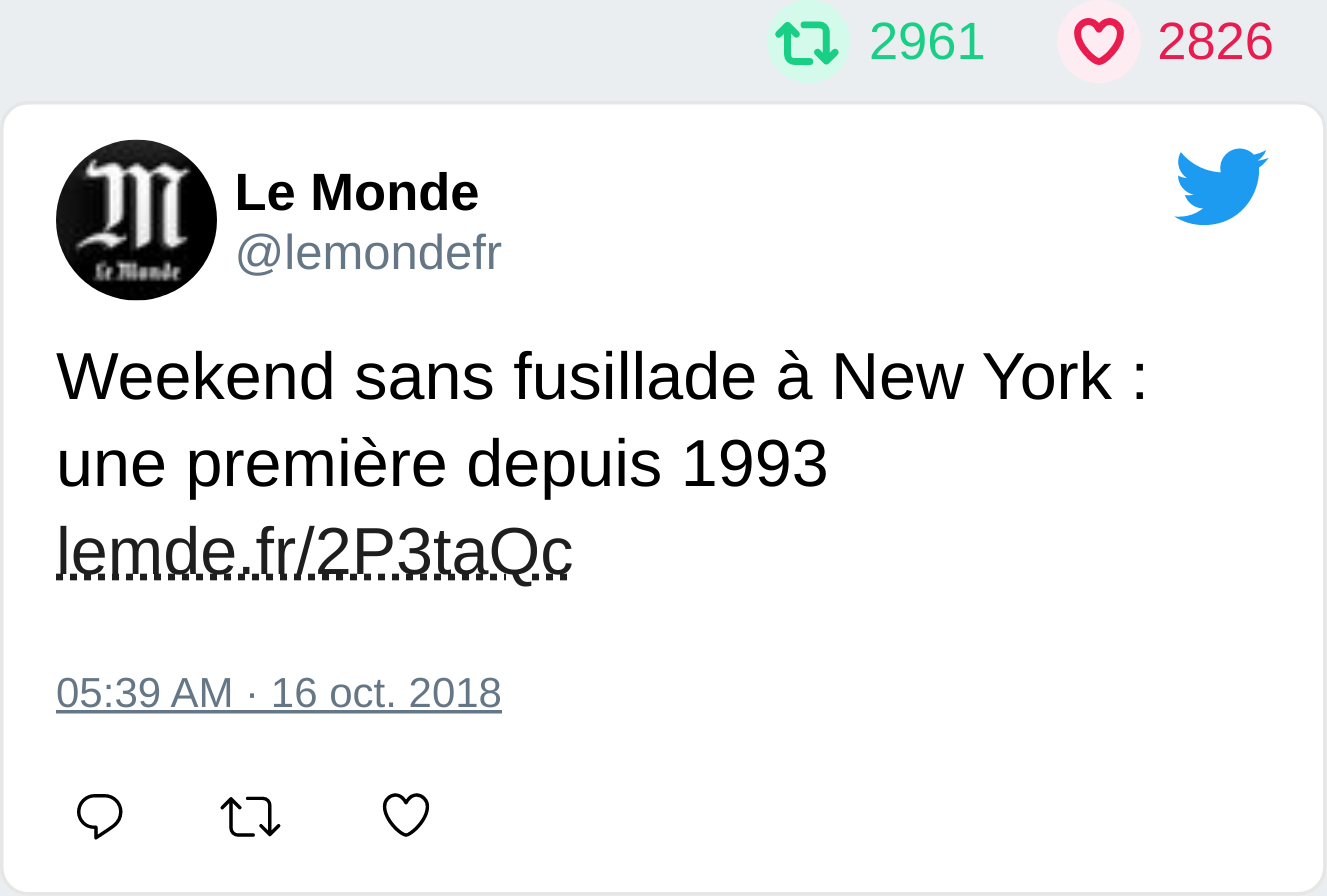 2961 2826
Le Monde
Le Monde
@lemondefr
Weekend sans fusillade à New York :
une première depuis 1993
lemde.fr/2P3taQc
05:39 AM · 16 oct. 2018